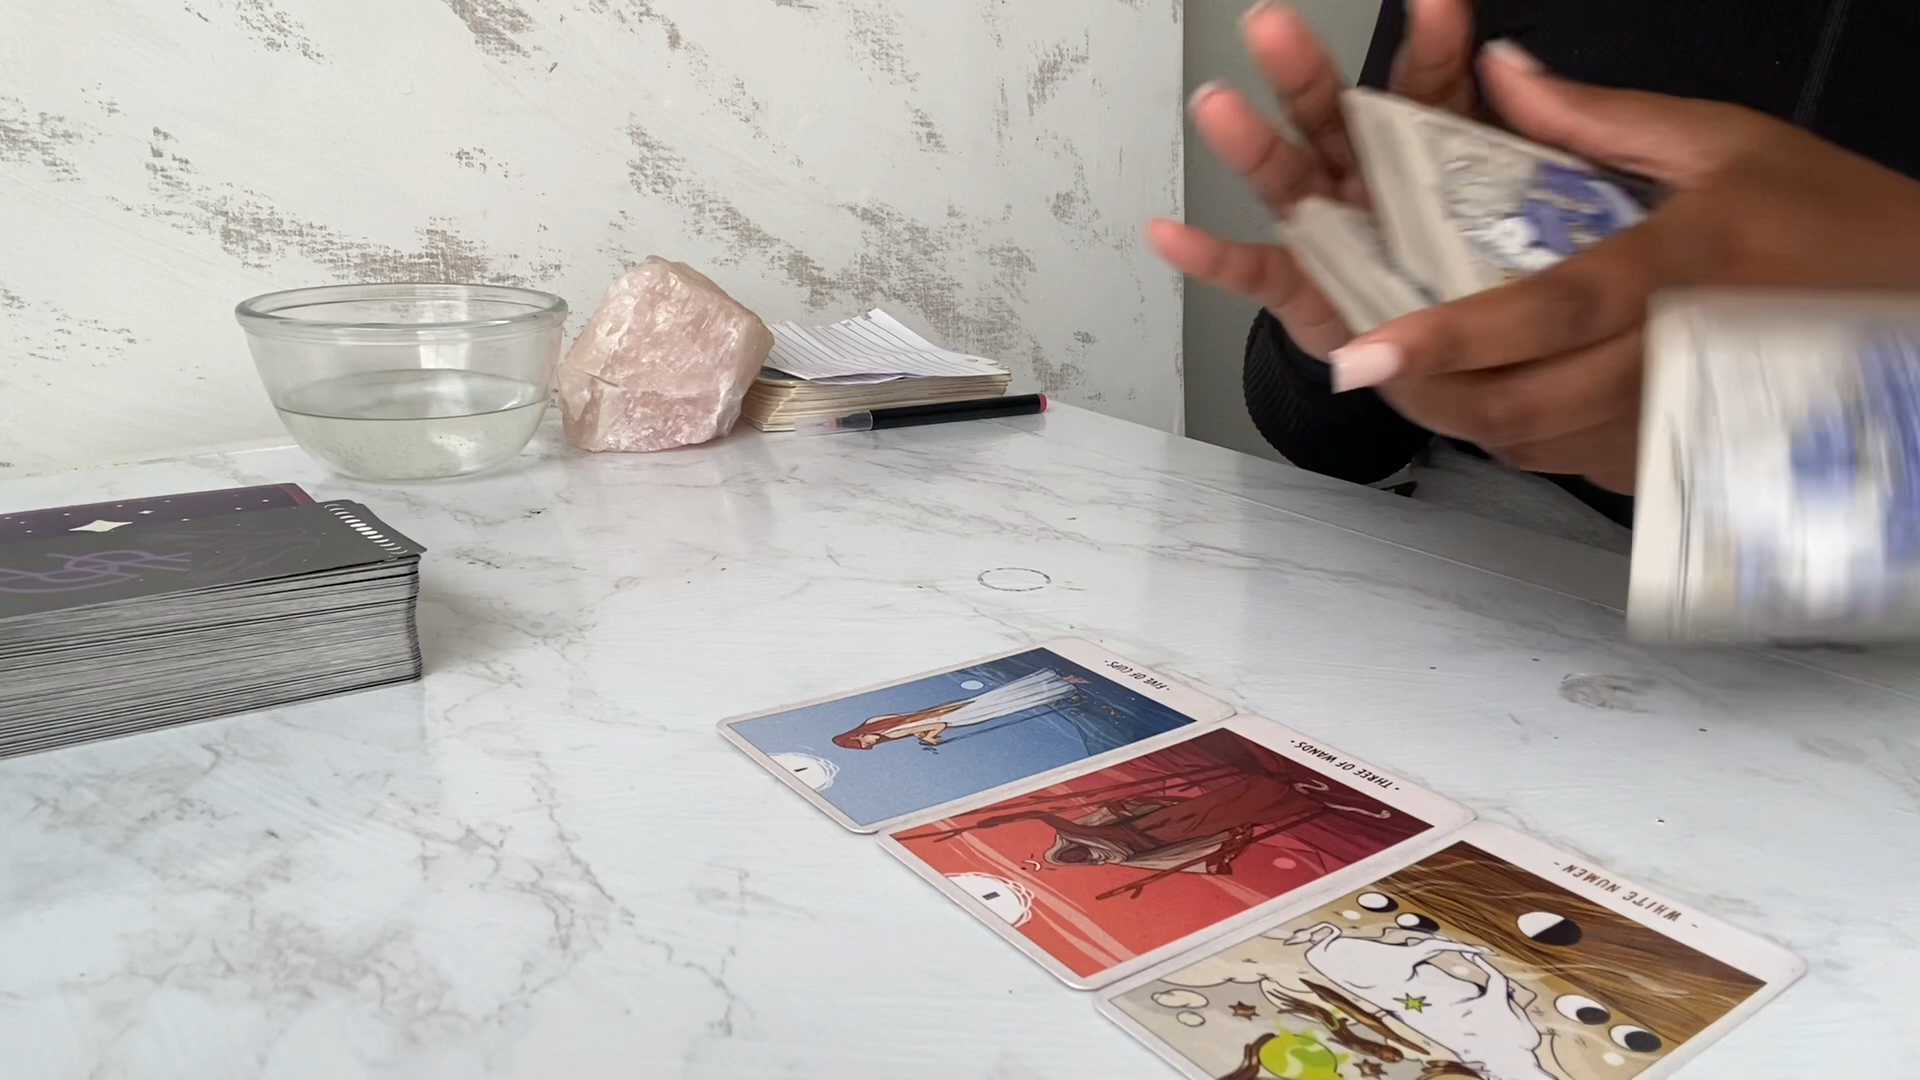 · FIVE OF CUPS ·
· THREE OF WANDS ·
- WHITE NUMEN -